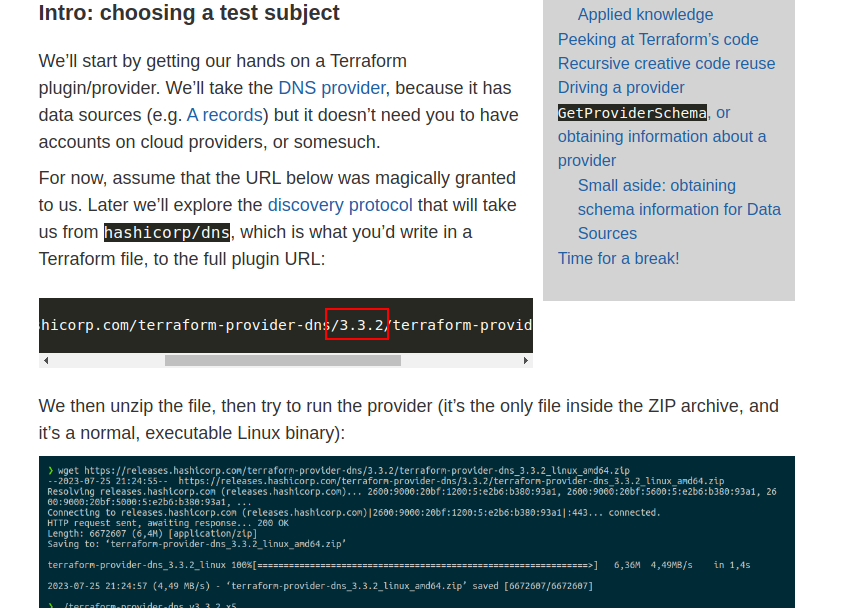 Intro: choosing a test subject
We'll start by getting our hands on a Terraform
plugin/provider. We'll take the DNS provider, because it has
data sources (e.g. A records) but it doesn't need you to have
accounts on cloud providers, or somesuch.
For now, assume that the URL below was magically granted
to us. Later we'll explore the discovery protocol that will take
us from hashicorp/dns, which is what you'd write in a
Terraform file, to the full plugin URL:
shicorp.com/terraform-provider-dns/3.3.2/terraform-provid
Applied knowledge
Peeking at Terraform's code
Recursive creative code reuse
Driving a provider
GetProviderSchema, or
obtaining information about a
provider
Small aside: obtaining
schema information for Data
Sources
Time for a break!
We then unzip the file, then try to run the provider (it's the only file inside the ZIP archive, and
it's a normal, executable Linux binary):
❯ wget https://releases.hashicorp.com/terraform-provider-dns/3.3.2/terraform-provider-dns_3.3.2_linux_amd64.zip
--2023-07-25 21:24:55--  https://releases.hashicorp.com/terraform-provider-dns/3.3.2/terraform-provider-dns_3.3.2_linux_amd64.zip
Resolving releases.hashicorp.com (releases.hashicorp.com)... 2600:9000:20bf:1200:5:e2b6:b380:93a1, 2600:9000:20bf:5600:5:e2b6:b380:93a1, 26
00:9000:20bf:5000:5:e2b6:b380:93a1, ...
Connecting to releases.hashicorp.com (releases.hashicorp.com)|2600:9000:20bf:1200:5:e2b6:b380:93a1|:443... connected.
HTTP request sent, awaiting response... 200 OK
Length: 6672607 (6,4M) [application/zip]
Saving to: ‘terraform-provider-dns_3.3.2_linux_amd64.zip’
terraform-provider-dns_3.3.2_linux 100%[================================================================>]   6,36M  4,49MB/s    in 1,4s
2023-07-25 21:24:57 (4,49 MB/s) - ‘terraform-provider-dns_3.3.2_linux_amd64.zip’ saved [6672607/6672607]
❯ ./terraform-provider-dns_v3.3.2_x5